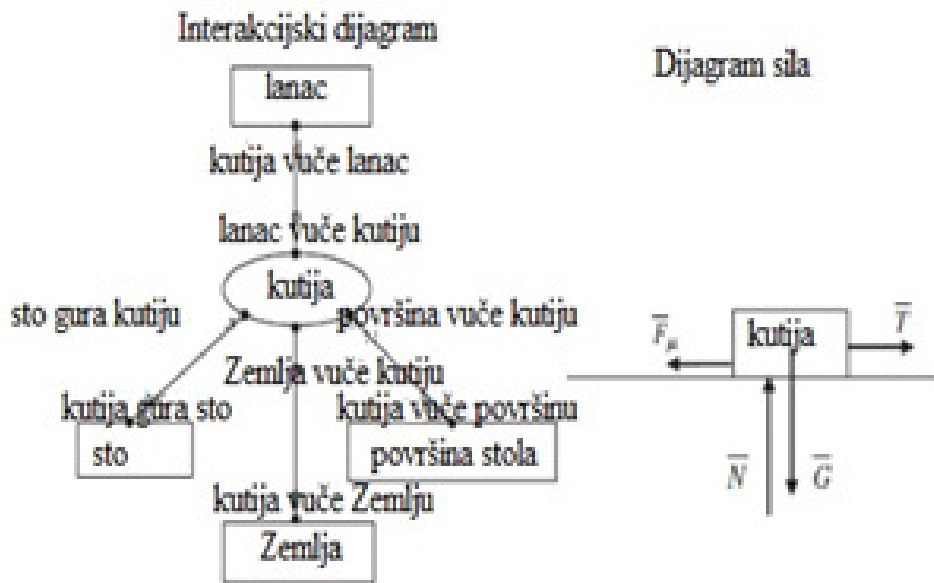 Interakcijski dijagram
Dijagram sila
lanac
kutija vuče lanac
lanac vuče kutiju
kutija
sto gura kutiju
površina vuče kutiju
Zemlja vuče kutiju
kutija gura sto
kutija vuče površinu
sto
površina stola
kutija vuče Zemlju
Zemlja
kutija
F̅μ
T̅
N̅
G̅